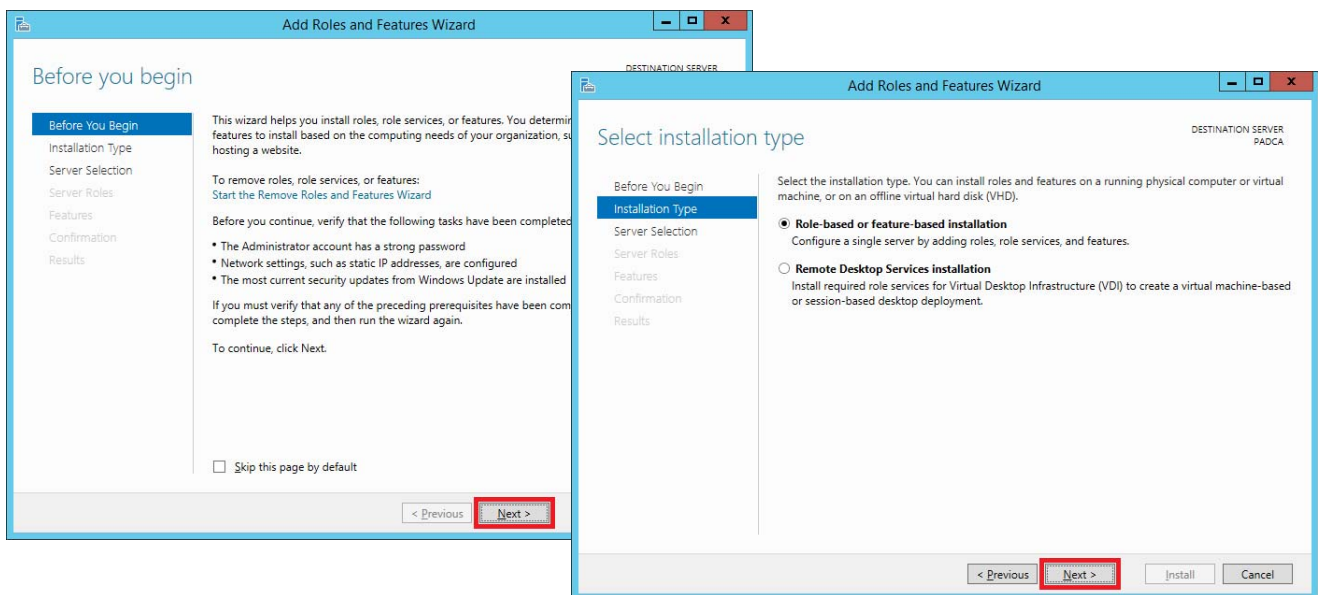 Add Roles and Features Wizard
Before you begin
DESTINATION SERVER
Before You Begin
Installation Type
Server Selection
Server Roles
Features
Confirmation
Results
This wizard helps you install roles, role services, or features. You determin
features to install based on the computing needs of your organization, su
hosting a website.
To remove roles, role services, or features:
Start the Remove Roles and Features Wizard
Before you continue, verify that the following tasks have been completed
• The Administrator account has a strong password
• Network settings, such as static IP addresses, are configured
• The most current security updates from Windows Update are installed
If you must verify that any of the preceding prerequisites have been com
complete the steps, and then run the wizard again.
To continue, click Next.
Skip this page by default
< Previous
Next >
Add Roles and Features Wizard
Select installation type
DESTINATION SERVER
PADCA
Before You Begin
Installation Type
Server Selection
Server Roles
Features
Confirmation
Results
Select the installation type. You can install roles and features on a running physical computer or virtual
machine, or on an offline virtual hard disk (VHD).
Role-based or feature-based installation
Configure a single server by adding roles, role services, and features.
Remote Desktop Services installation
Install required role services for Virtual Desktop Infrastructure (VDI) to create a virtual machine-based
or session-based desktop deployment.
< Previous
Next >
Install
Cancel